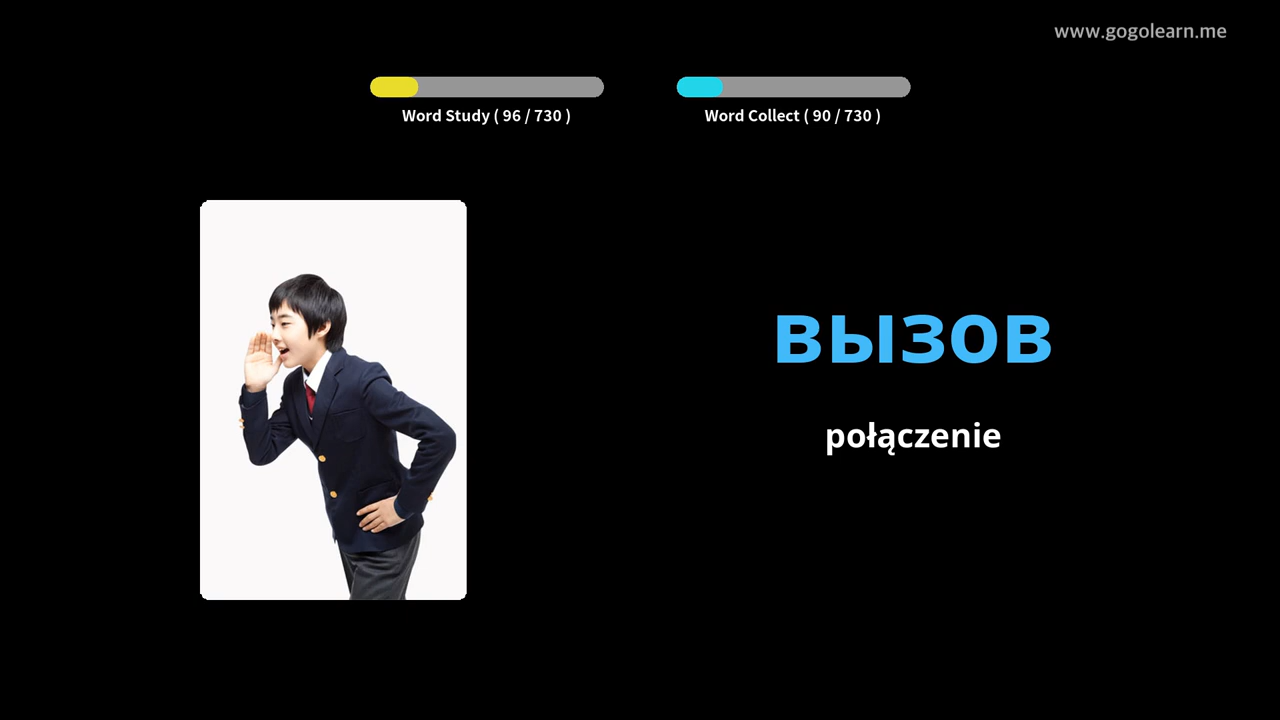 www.gogolearn.me
Word Study ( 96 / 730 )
Word Collect ( 90 / 730 )
вызов
połączenie